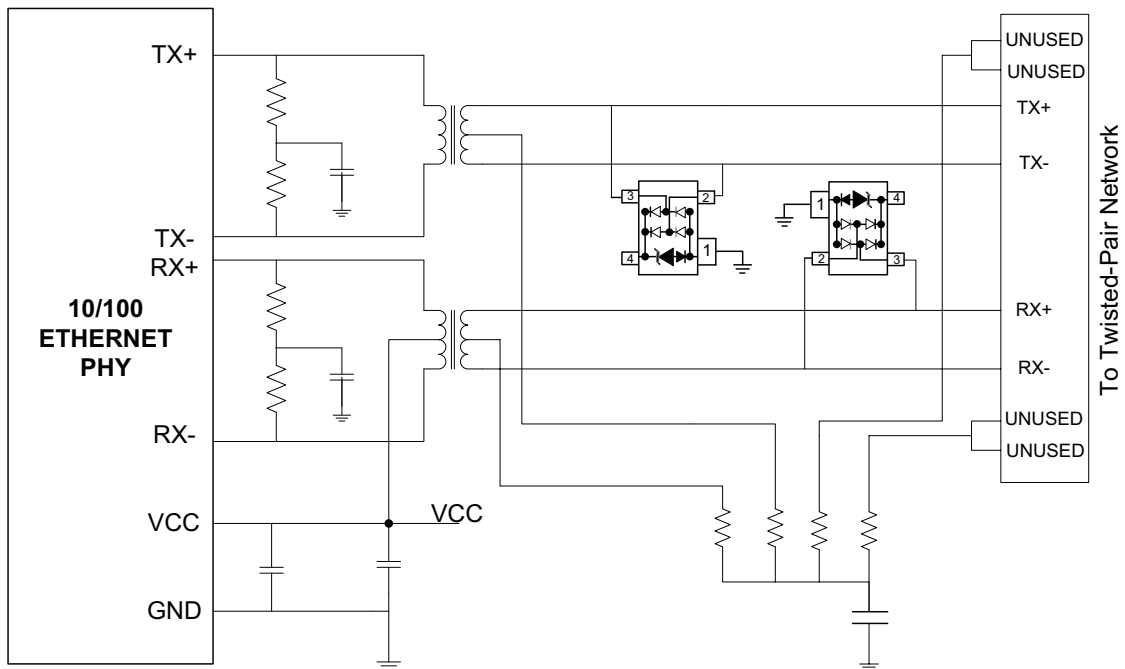 TX+
TX-
RX+
10/100
ETHERNET
PHY
RX-
VCC
GND
VCC
3
2
4
1
1
4
2
3
UNUSED
UNUSED
TX+
TX-
RX+
RX-
UNUSED
UNUSED
To Twisted-Pair Network